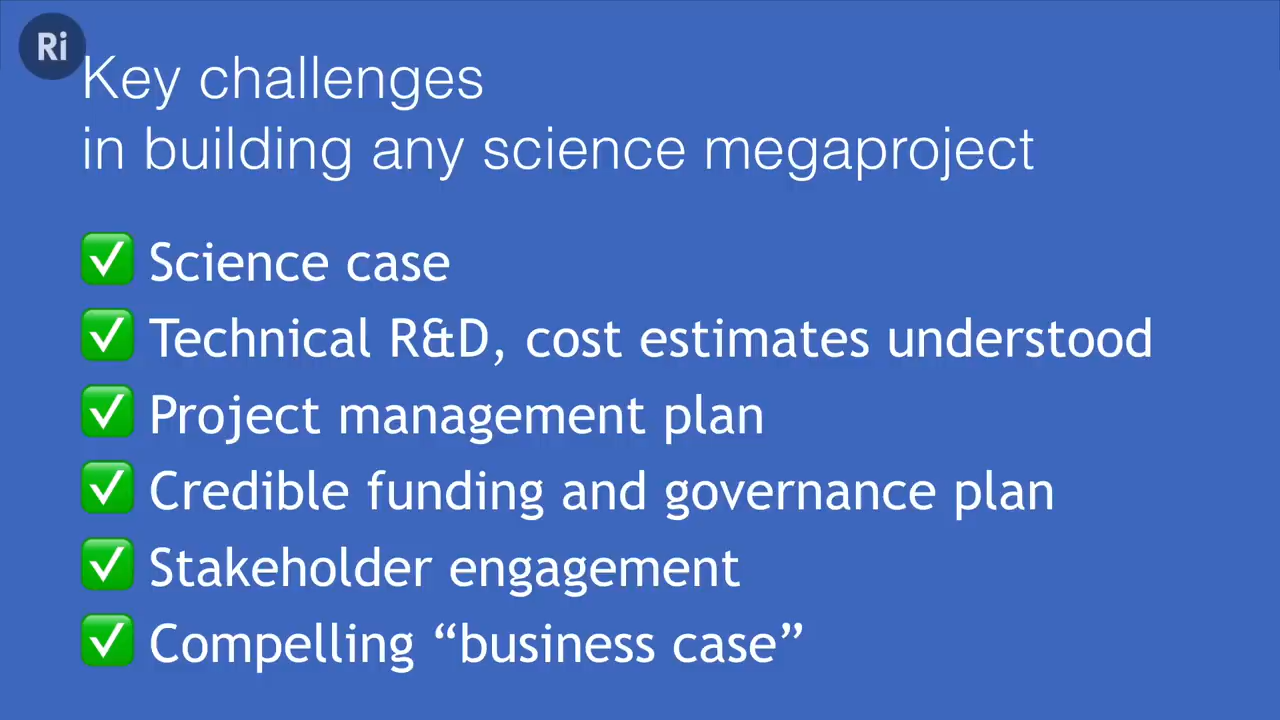 Ri
Key challenges
in building any science megaproject
✅ Science case
✅ Technical R&D, cost estimates understood
✅ Project management plan
✅ Credible funding and governance plan
✅ Stakeholder engagement
✅ Compelling “business case”